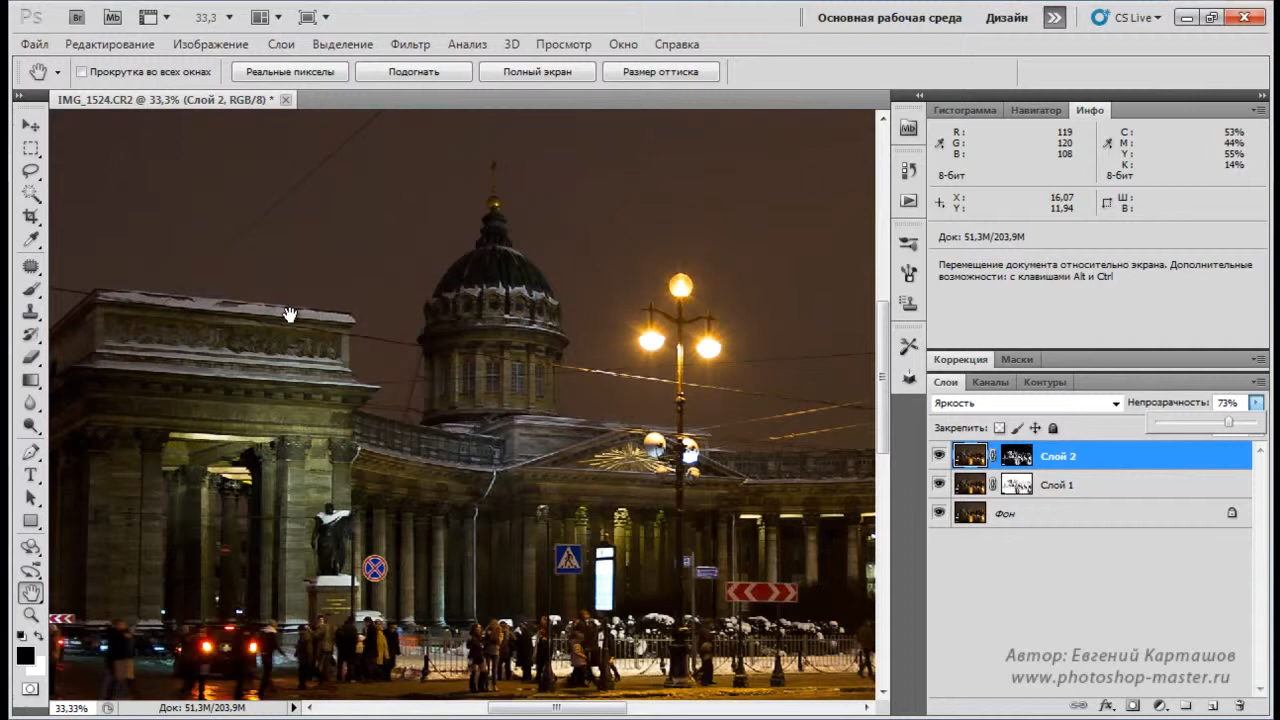 Ps Br Mb 33,3 Основная рабочая среда Дизайн CS Live
Файл Редактирование Изображение Слои Выделение Фильтр Анализ 3D Просмотр Окно Справка
Прокрутка во всех окнах Реальные пикселы Подогнать Полный экран Размер оттиска
IMG_1524.CR2 @ 33,3% (Слой 2, RGB/8) *
Гистограмма Навигатор Инфо
Mb
R: 119 C: 53%
G: 120 M: 44%
B: 108 Y: 55%
K: 14%
8-бит 8-бит
X: 16,07 Ш:
Y: 11,94 В:
Док: 51,3M/203,9M
Перемещение документа относительно экрана. Дополнительные
возможности: с клавишами Alt и Ctrl
Коррекция Маски
Слои Каналы Контуры
Яркость Непрозрачность: 73%
Закрепить:
Слой 2
Слой 1
Фон
Автор: Евгений Карташов
www.photoshop-master.ru
33,33% Док: 51,3M/203,9M